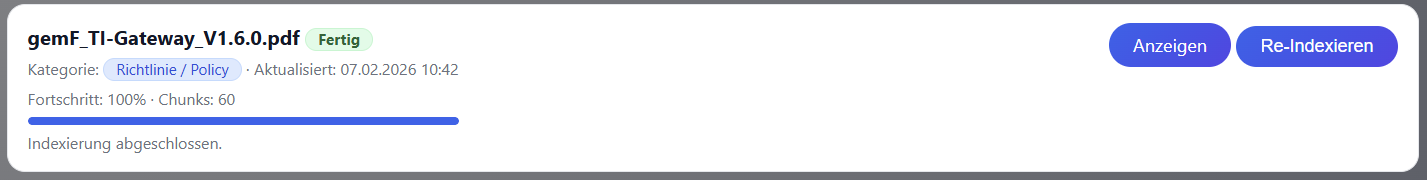 gemF_TI-Gateway_V1.6.0.pdf Fertig
Anzeigen Re-Indexieren
Kategorie: Richtlinie / Policy · Aktualisiert: 07.02.2026 10:42
Fortschritt: 100% · Chunks: 60
Indexierung abgeschlossen.